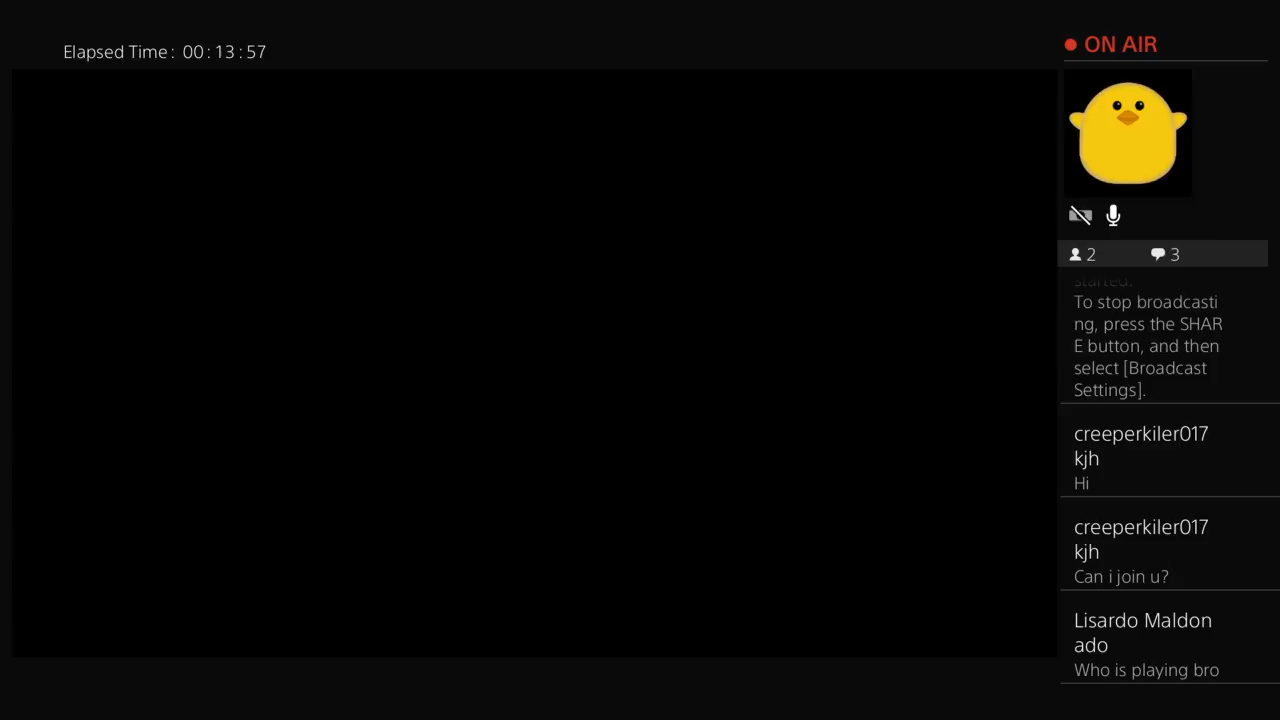 Elapsed Time: 00:13:57
ON AIR
2 3
started.
To stop broadcasti
ng, press the SHAR
E button, and then
select [Broadcast
Settings].
creeperkiler017
kjh
Hi
creeperkiler017
kjh
Can i join u?
Lisardo Maldon
ado
Who is playing bro